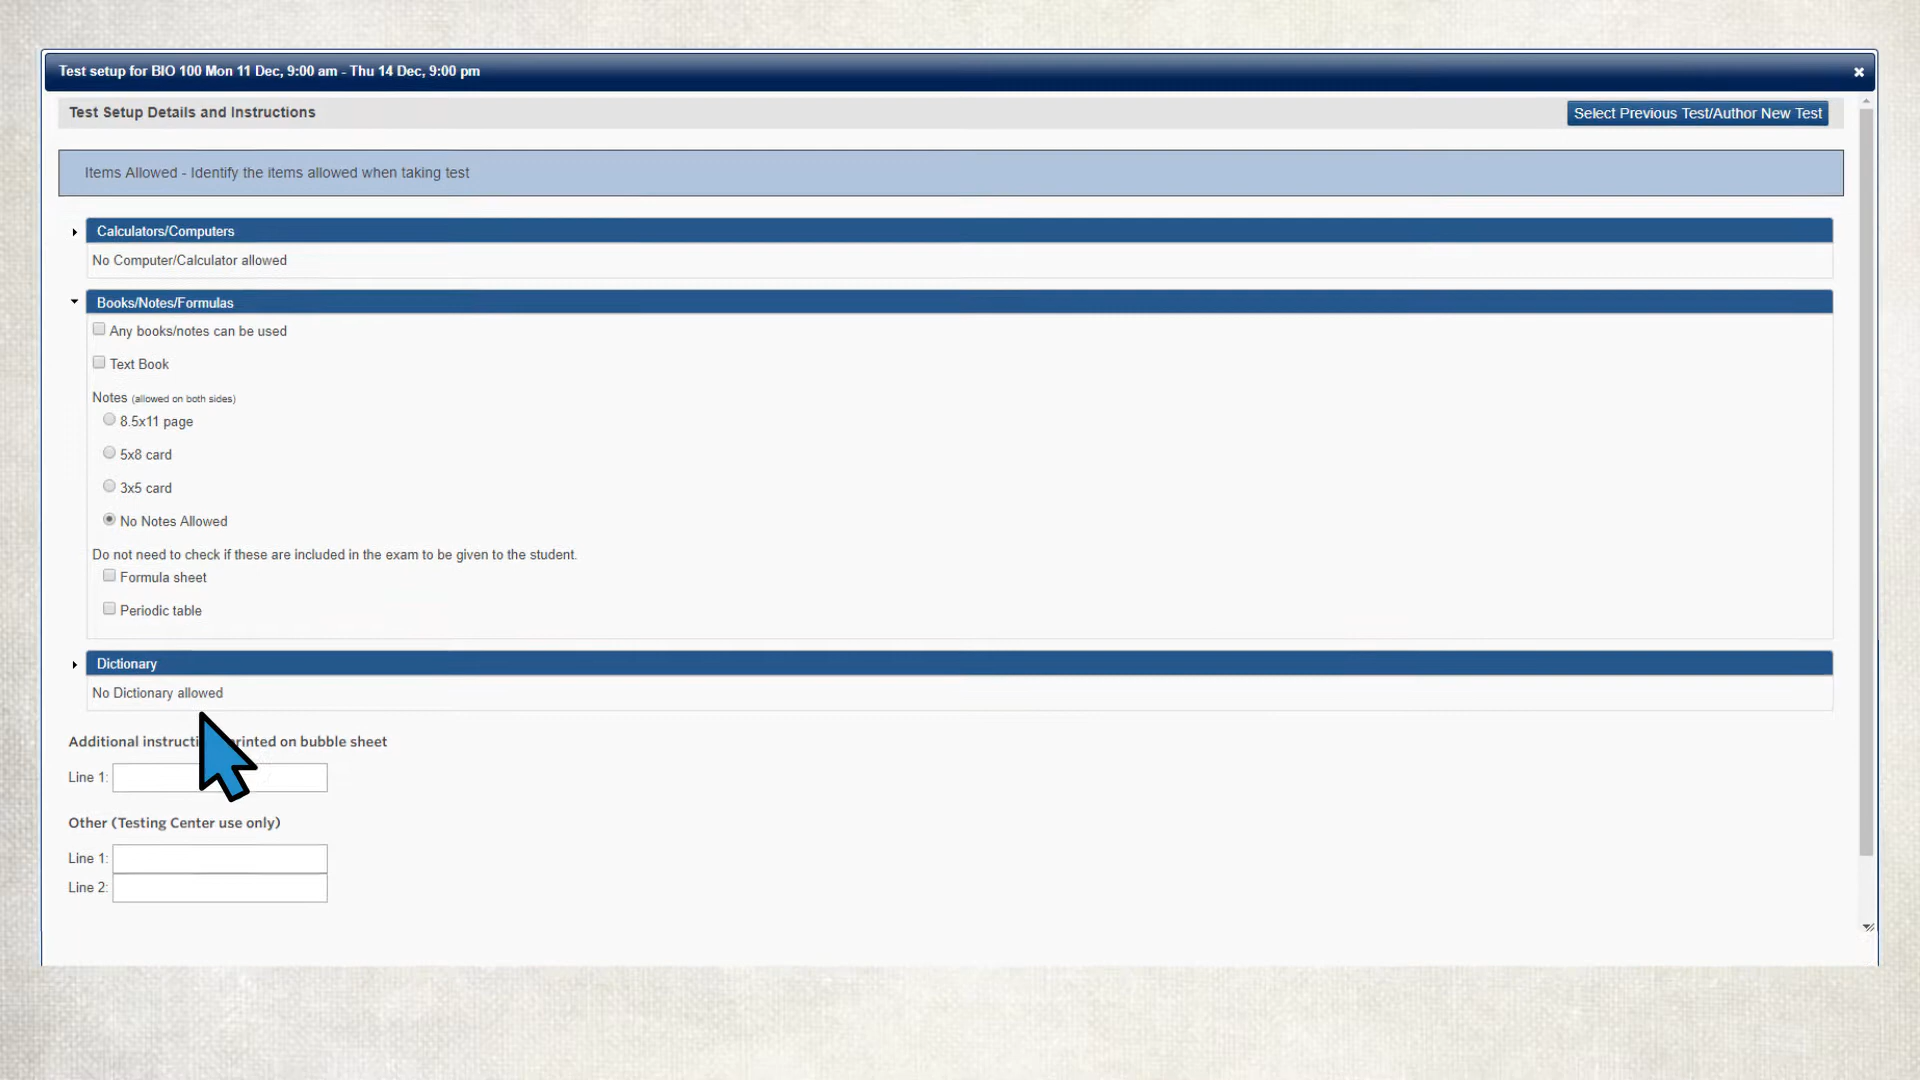 Test setup for BIO 100 Mon 11 Dec, 9:00 am - Thu 14 Dec, 9:00 pm
Test Setup Details and Instructions
Select Previous Test/Author New Test
Items Allowed - Identify the items allowed when taking test
Calculators/Computers
No Computer/Calculator allowed
Books/Notes/Formulas
Any books/notes can be used
Text Book
Notes (allowed on both sides)
8.5x11 page
5x8 card
3x5 card
No Notes Allowed
Do not need to check if these are included in the exam to be given to the student.
Formula sheet
Periodic table
Dictionary
No Dictionary allowed
Additional on bubble sheet
Line 1:
Other (Testing Center use only)
Line 1:
Line 2: